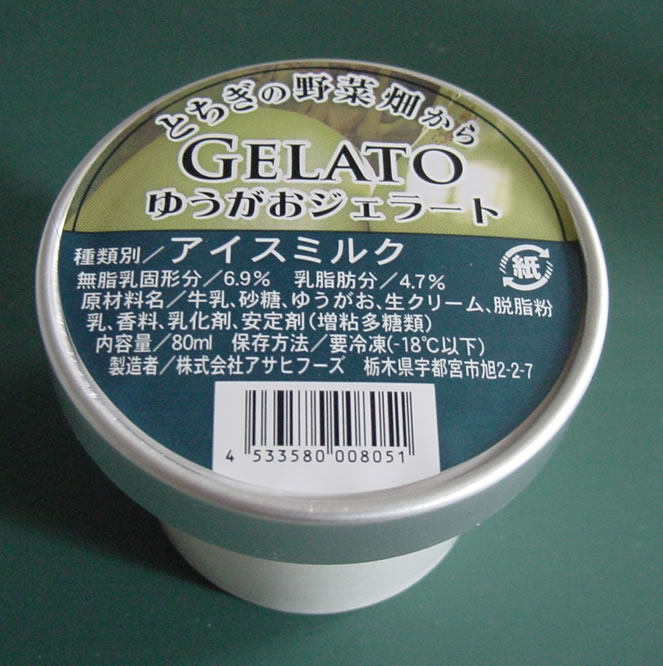 とちぎの野菜畑から
GELATO
ゆうがおジェラート
種類別／アイスミルク
紙
無脂乳固形分／6.9％　乳脂肪分／4.7％
原材料名／牛乳、砂糖、ゆうがお、生クリーム、脱脂粉
乳、香料、乳化剤、安定剤（増粘多糖類）
内容量／80ml　保存方法／要冷凍(-18℃以下)
製造者／株式会社アサヒフーズ　栃木県宇都宮市旭2-2-7
4 533580 008051